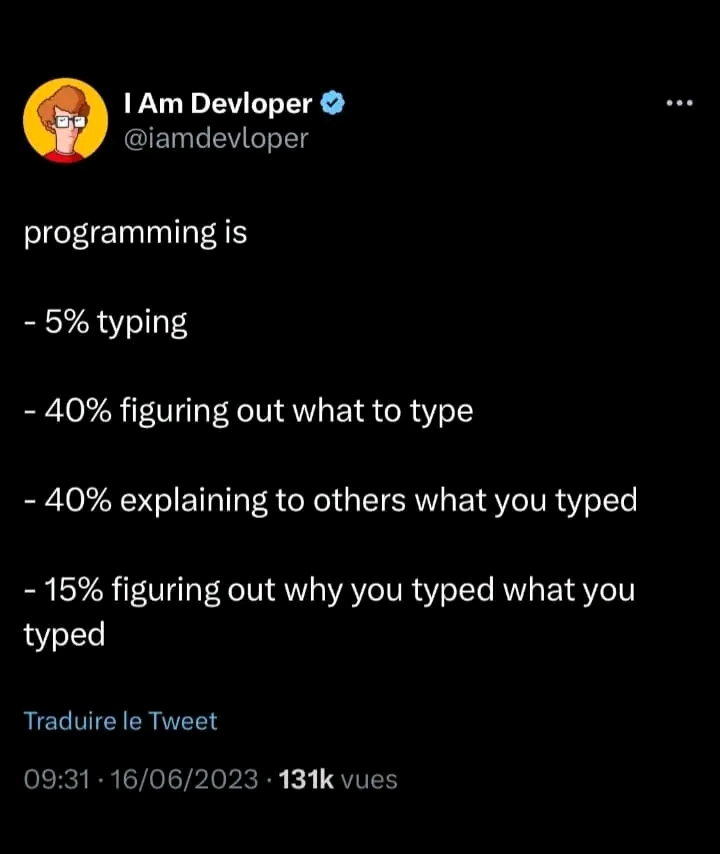 I Am Devloper
@iamdevloper
programming is
- 5% typing
- 40% figuring out what to type
- 40% explaining to others what you typed
- 15% figuring out why you typed what you
typed
Traduire le Tweet
09:31 · 16/06/2023 · 131k vues